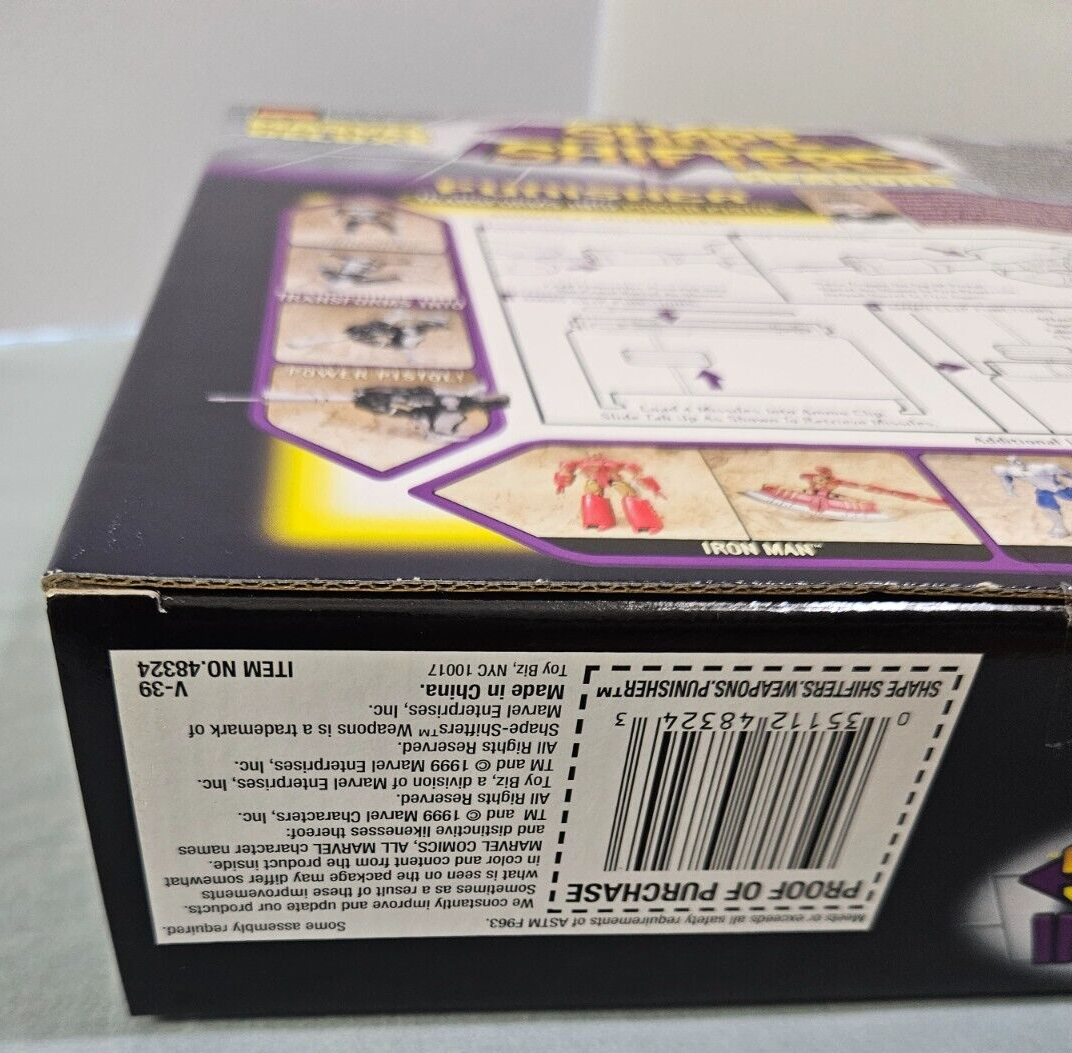 SHAPE
SHIFTERS
PUNISHER
TRANSFORMS INTO
POWER PISTOL!
Load 4 Missiles Into Ammo Clip.
Slide Tab Up As Shown To Retrieve Missiles.
Additional
IRON MAN™
Meets or exceeds all safety requirements of ASTM F963.
Some assembly required.
PROOF OF PURCHASE
0 35112 48324 3
SHAPE SHIFTERS.WEAPONS.PUNISHER™
We constantly improve and update our products.
Sometimes as a result of these improvements
what is seen on the package may differ somewhat
in color and content from the product inside.
MARVEL COMICS, ALL MARVEL character names
and distinctive likenesses thereof:
TM and © 1999 Marvel Characters, Inc.
All Rights Reserved.
Toy Biz, a division of Marvel Enterprises, Inc.
TM and © 1999 Marvel Enterprises, Inc.
All Rights Reserved.
Shape-Shifters™ Weapons is a trademark of
Marvel Enterprises, Inc.
Made in China.
Toy Biz, NYC 10017
V-39
ITEM NO.48324